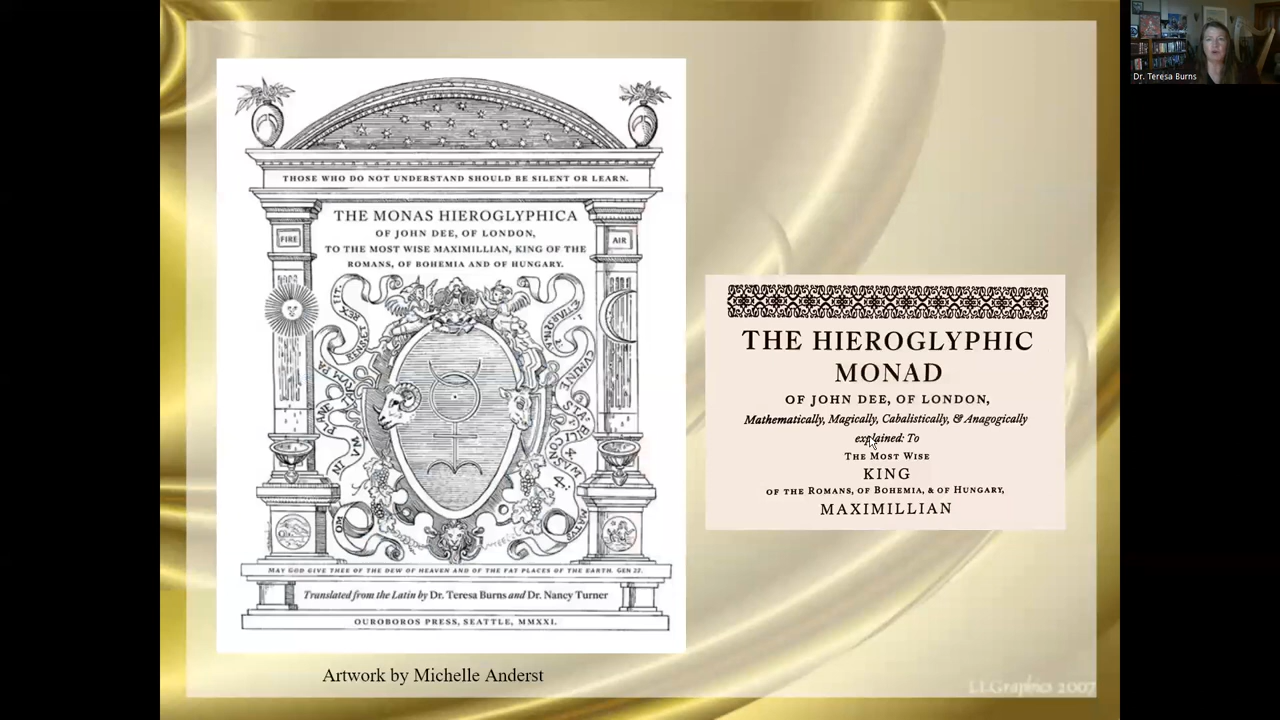 THOSE WHO DO NOT UNDERSTAND SHOULD BE SILENT OR LEARN.
THE MONAS HIEROGLYPHICA
OF JOHN DEE, OF LONDON,
TO THE MOST WISE MAXIMILLIAN, KING OF THE
ROMANS, OF BOHEMIA AND OF HUNGARY.
FIRE
AIR
MAY GOD GIVE THEE OF THE DEW OF HEAVEN AND OF THE FAT PLACES OF THE EARTH. GEN 27.
Translated from the Latin by Dr. Teresa Burns and Dr. Nancy Turner
OUROBOROS PRESS, SEATTLE, MMXXI.
Artwork by Michelle Anderst
THE HIEROGLYPHIC
MONAD
OF JOHN DEE, OF LONDON,
Mathematically, Magically, Cabalistically, & Anagogically
explained: To
The Most Wise
KING
OF THE ROMANS, OF BOHEMIA, & OF HUNGARY,
MAXIMILLIAN
LLGraphics 2007
Dr. Teresa Burns